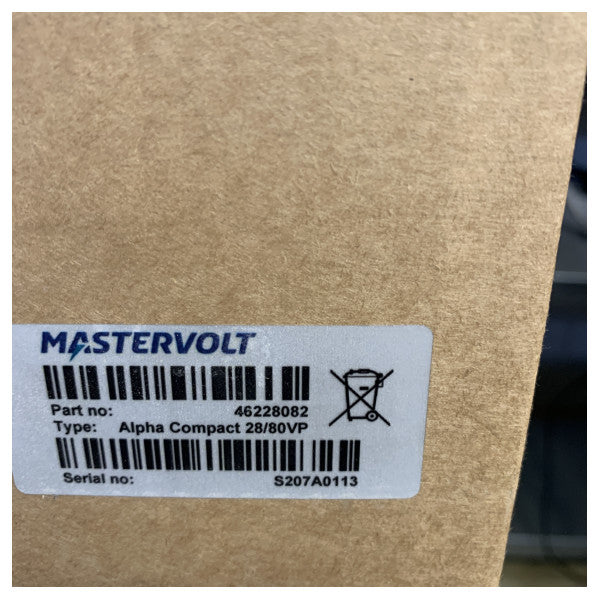 MASTERVOLT
Part no: 46228082
Type: Alpha Compact 28/80VP
Serial no: S207A0113